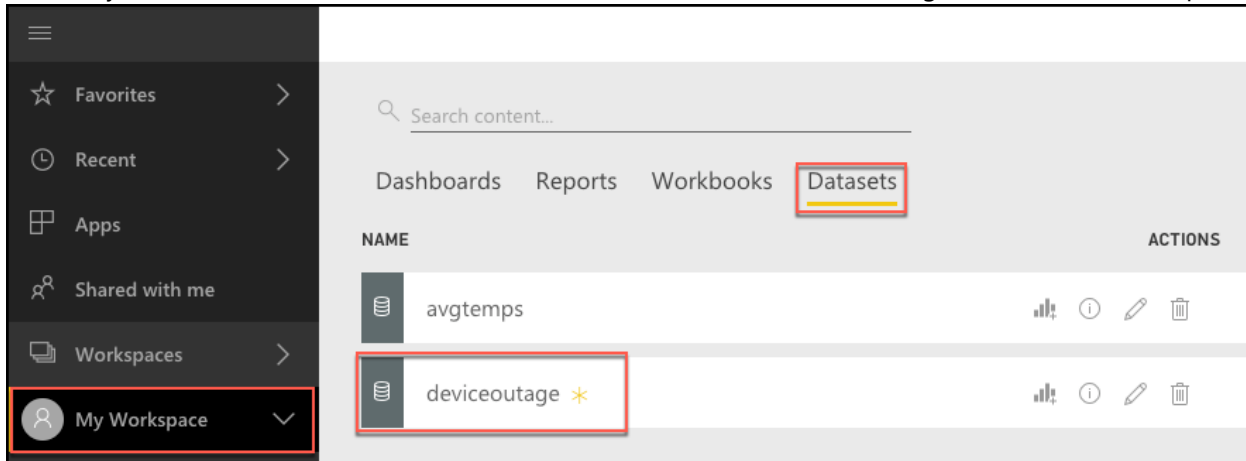 Favorites
Recent
Apps
Shared with me
Workspaces
My Workspace
Search content...
Dashboards Reports Workbooks Datasets
NAME ACTIONS
avgtemps
deviceoutage